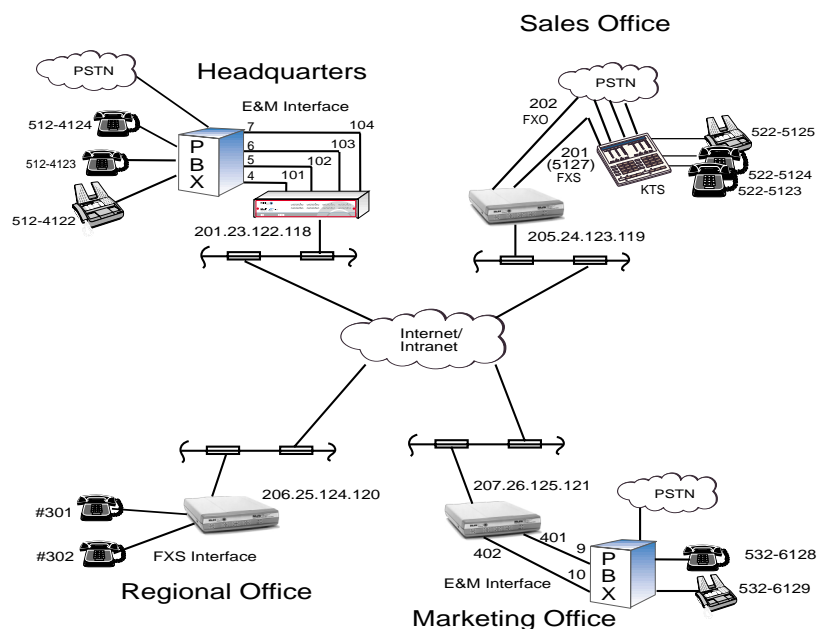 Sales Office
PSTN
Headquarters
PSTN
E&M Interface
202
FXO
512-4124
7
104
6
103
5
102
4
101
PBX
512-4123
512-4122
201
(5127)
FXS
KTS
522-5125
522-5124
522-5123
201.23.122.118
205.24.123.119
Internet/
Intranet
206.25.124.120
207.26.125.121
PSTN
#301
#302
FXS Interface
401
402
9
10
PBX
E&M Interface
532-6128
532-6129
Regional Office
Marketing Office